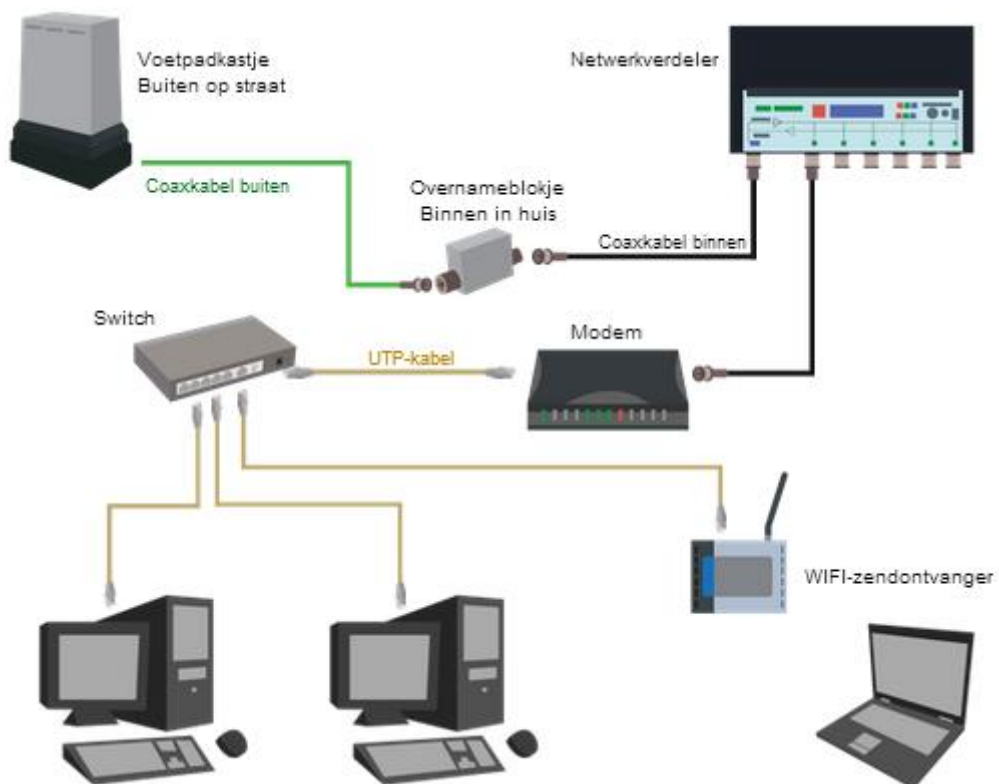 Voetpadkastje
Buiten op straat
Netwerkverdeler
Coaxkabel buiten
Overnameblokje
Binnen in huis
Coaxkabel binnen
Switch
UTP-kabel
Modem
WIFI-zendontvanger